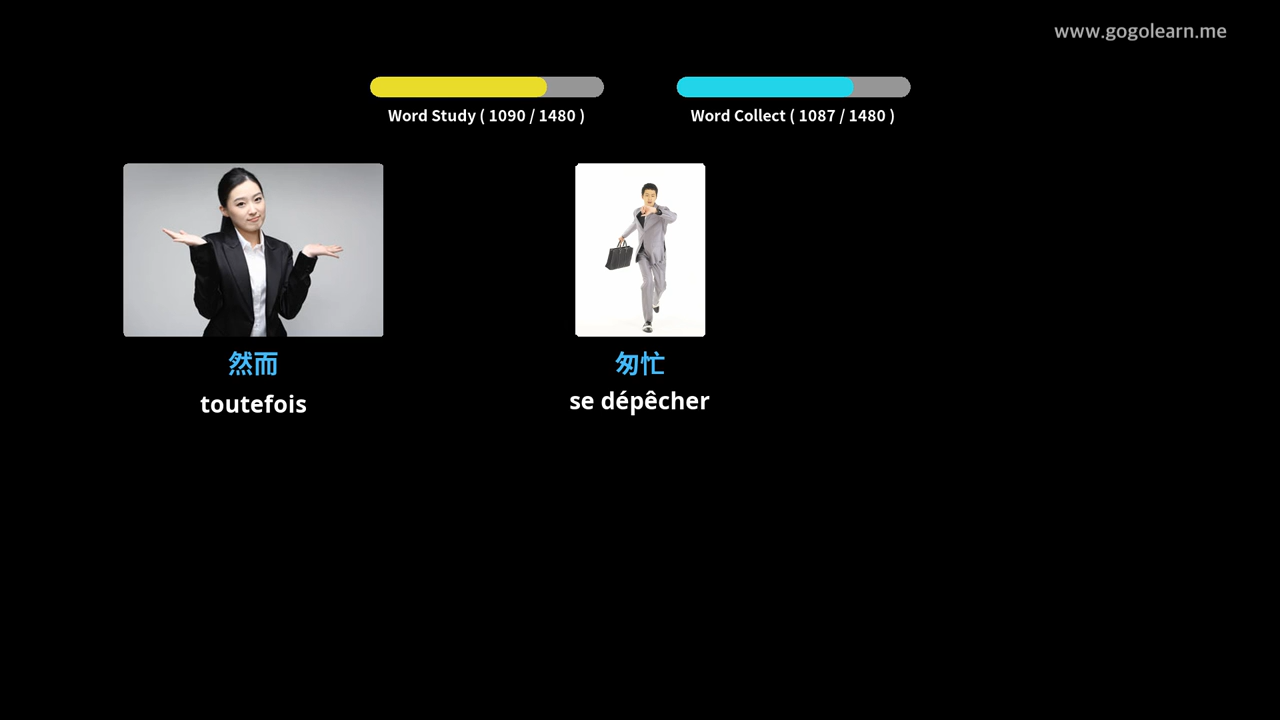 www.gogolearn.me
Word Study ( 1090 / 1480 )
Word Collect ( 1087 / 1480 )
然而
toutefois
匆忙
se dépêcher